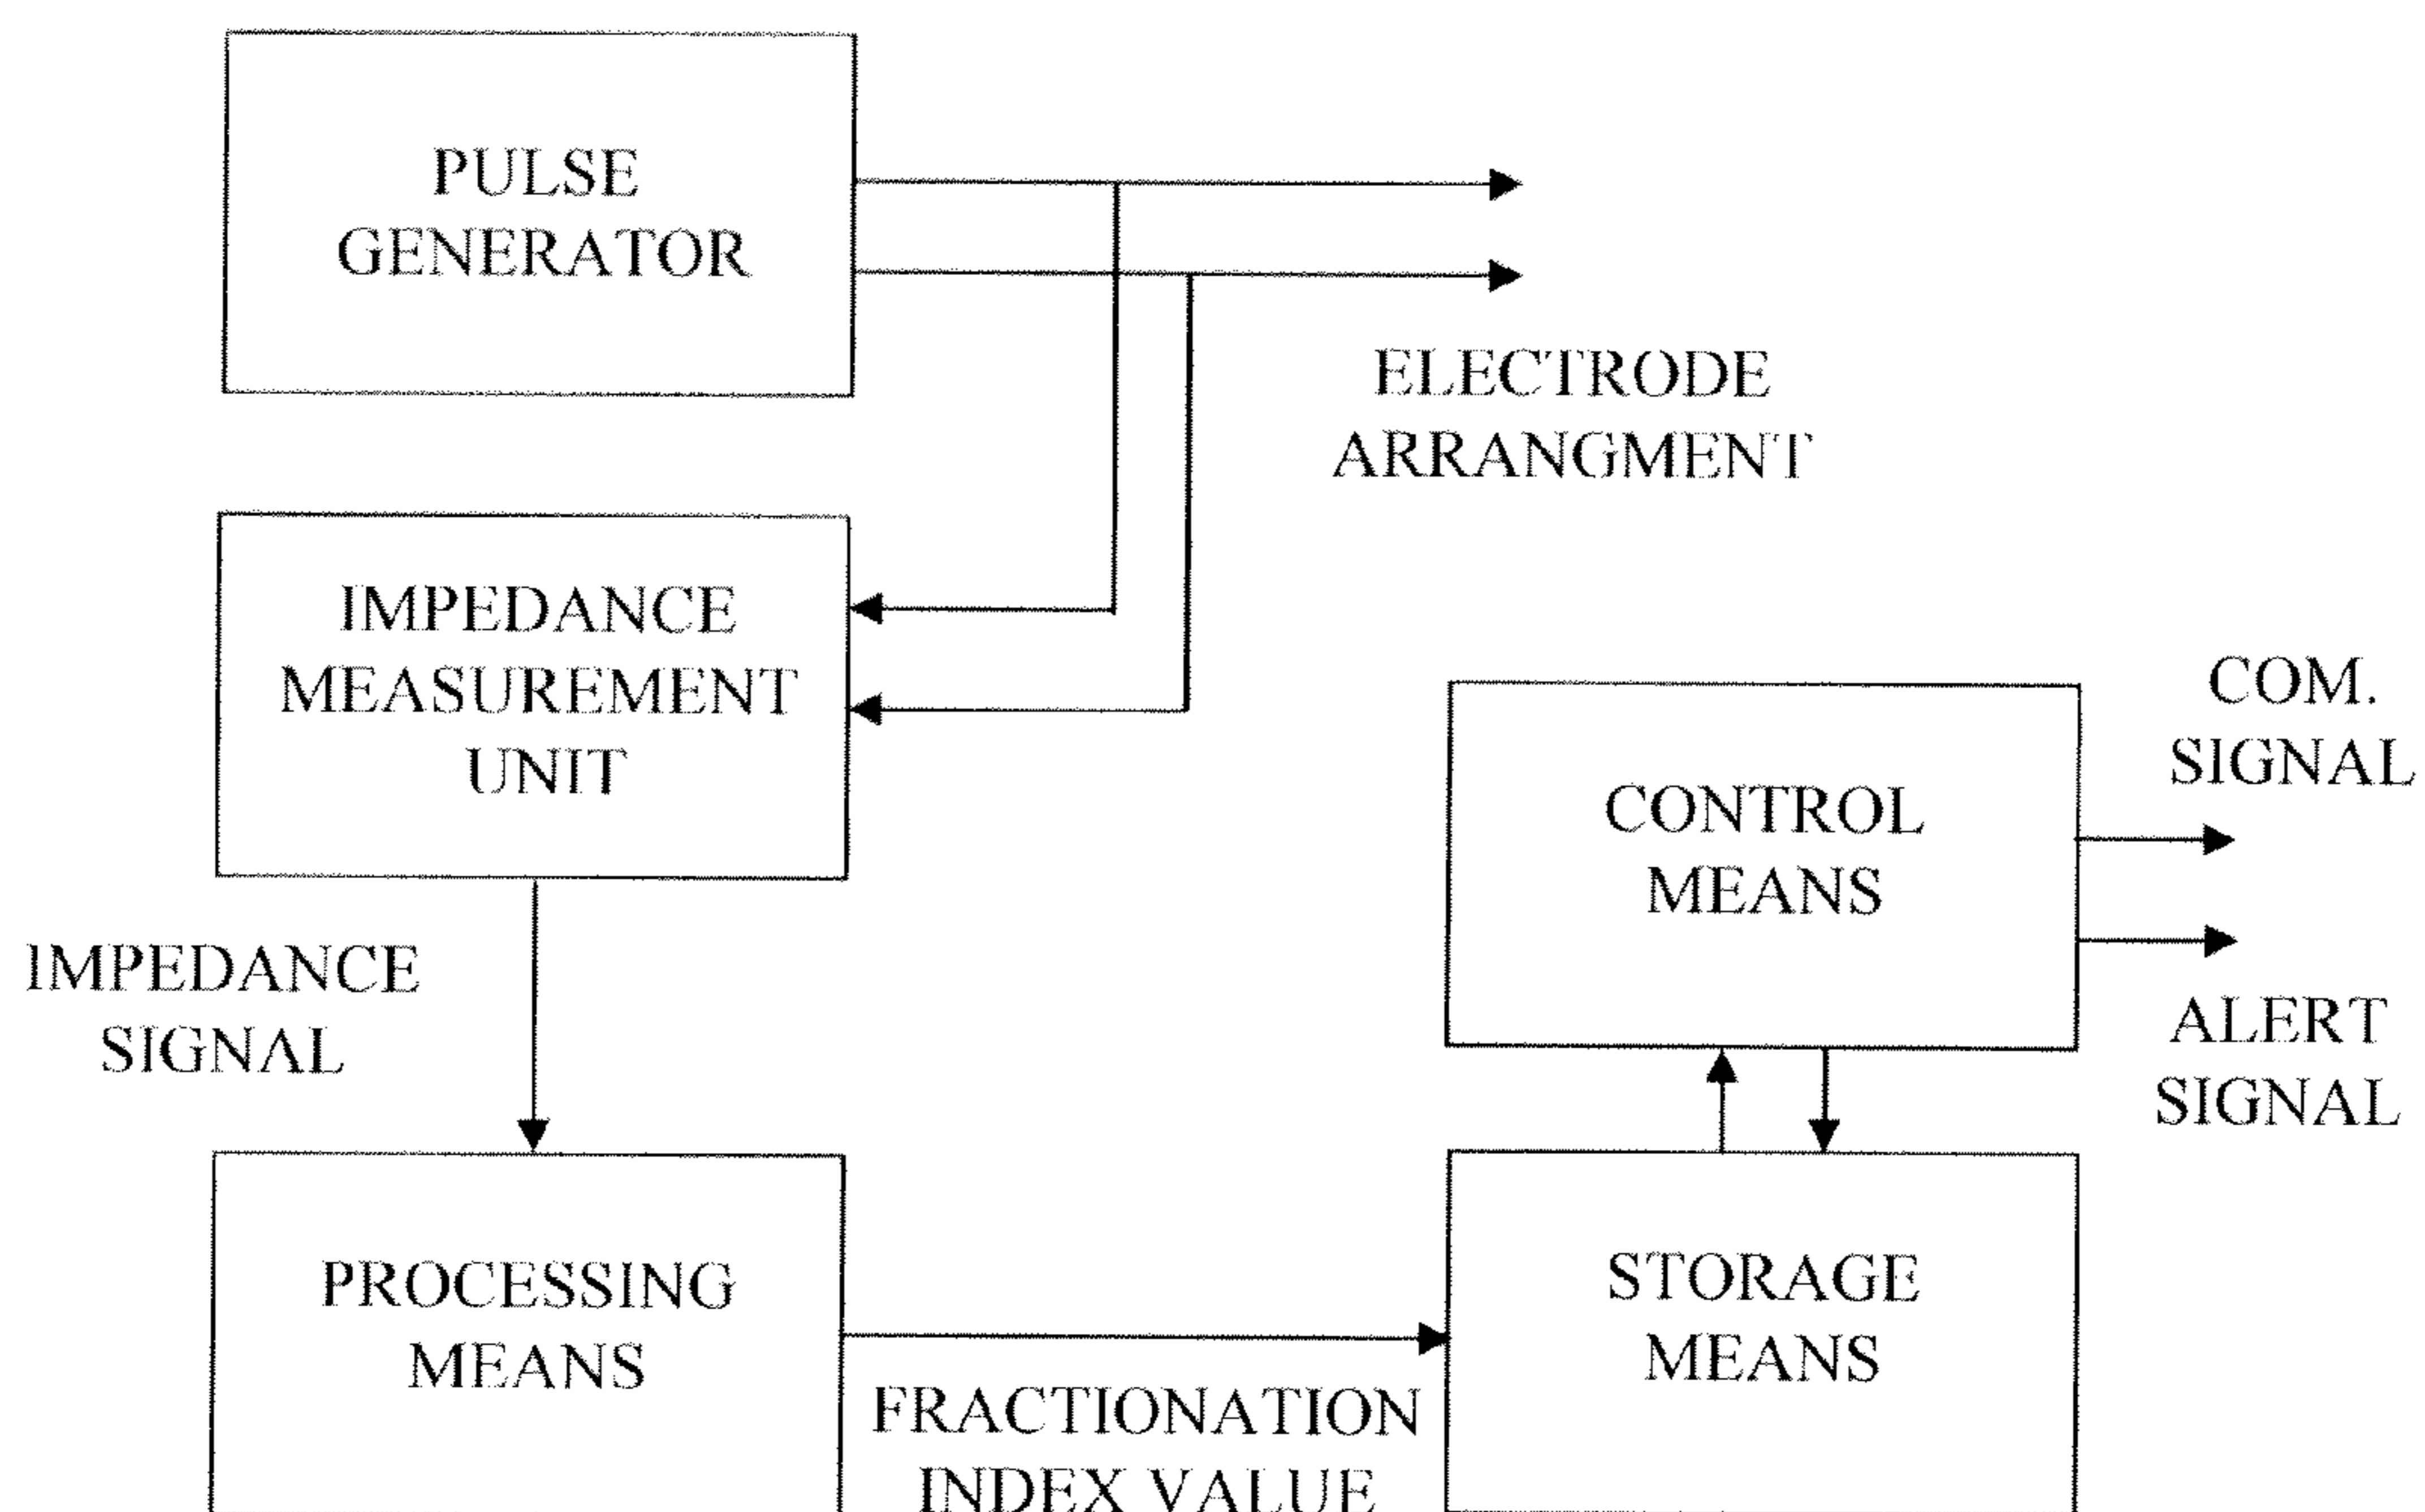 PULSE
GENERATOR
ELECTRODE
ARRANGMENT
IMPEDANCE
MEASUREMENT
UNIT
COM.
SIGNAL
CONTROL
MEANS
ALERT
SIGNAL
IMPEDANCE
SIGNAL
PROCESSING
MEANS
STORAGE
MEANS
FRACTIONATION
INDEX VALUE